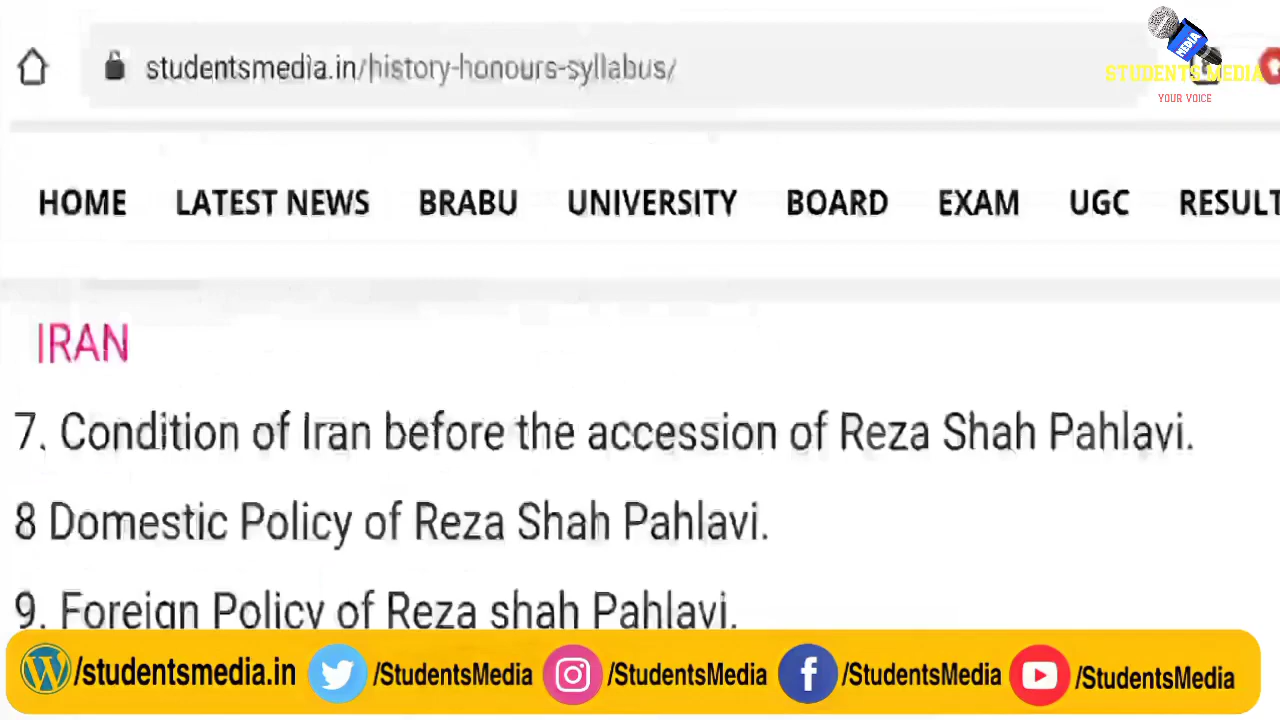 studentsmedia.in/history-honours-syllabus/
MEDIA
STUDENTS MEDIA
YOUR VOICE
HOME LATEST NEWS BRABU UNIVERSITY BOARD EXAM UGC RESULT
IRAN
7. Condition of Iran before the accession of Reza Shah Pahlavi.
8 Domestic Policy of Reza Shah Pahlavi.
9. Foreign Policy of Reza shah Pahlavi.
/studentsmedia.in /StudentsMedia /StudentsMedia /StudentsMedia /StudentsMedia